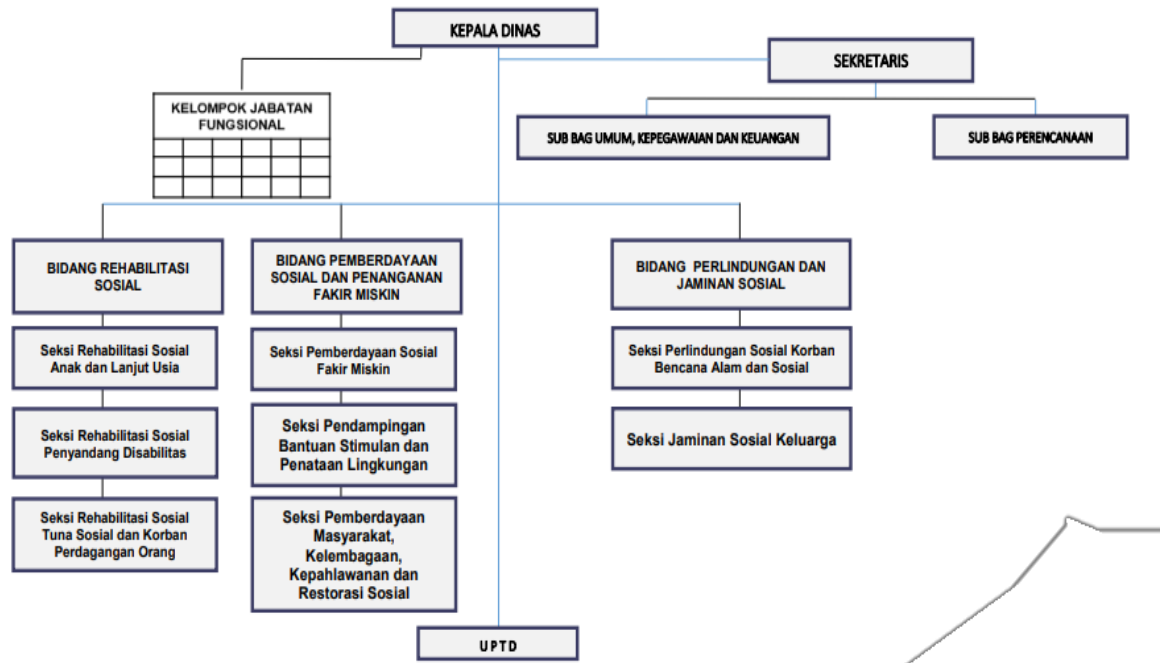 KEPALA DINAS
SEKRETARIS
KELOMPOK JABATAN
FUNGSIONAL
SUB BAG UMUM, KEPEGAWAIAN DAN KEUANGAN
SUB BAG PERENCANAAN
BIDANG REHABILITASI
SOSIAL
BIDANG PEMBERDAYAAN
SOSIAL DAN PENANGANAN
FAKIR MISKIN
BIDANG PERLINDUNGAN DAN
JAMINAN SOSIAL
Seksi Rehabilitasi Sosial
Anak dan Lanjut Usia
Seksi Pemberdayaan Sosial
Fakir Miskin
Seksi Perlindungan Sosial Korban
Bencana Alam dan Sosial
Seksi Rehabilitasi Sosial
Penyandang Disabilitas
Seksi Pendampingan
Bantuan Stimulan dan
Penataan Lingkungan
Seksi Jaminan Sosial Keluarga
Seksi Rehabilitasi Sosial
Tuna Sosial dan Korban
Perdagangan Orang
Seksi Pemberdayaan
Masyarakat,
Kelembagaan,
Kepahlawanan dan
Restorasi Sosial
UPTD